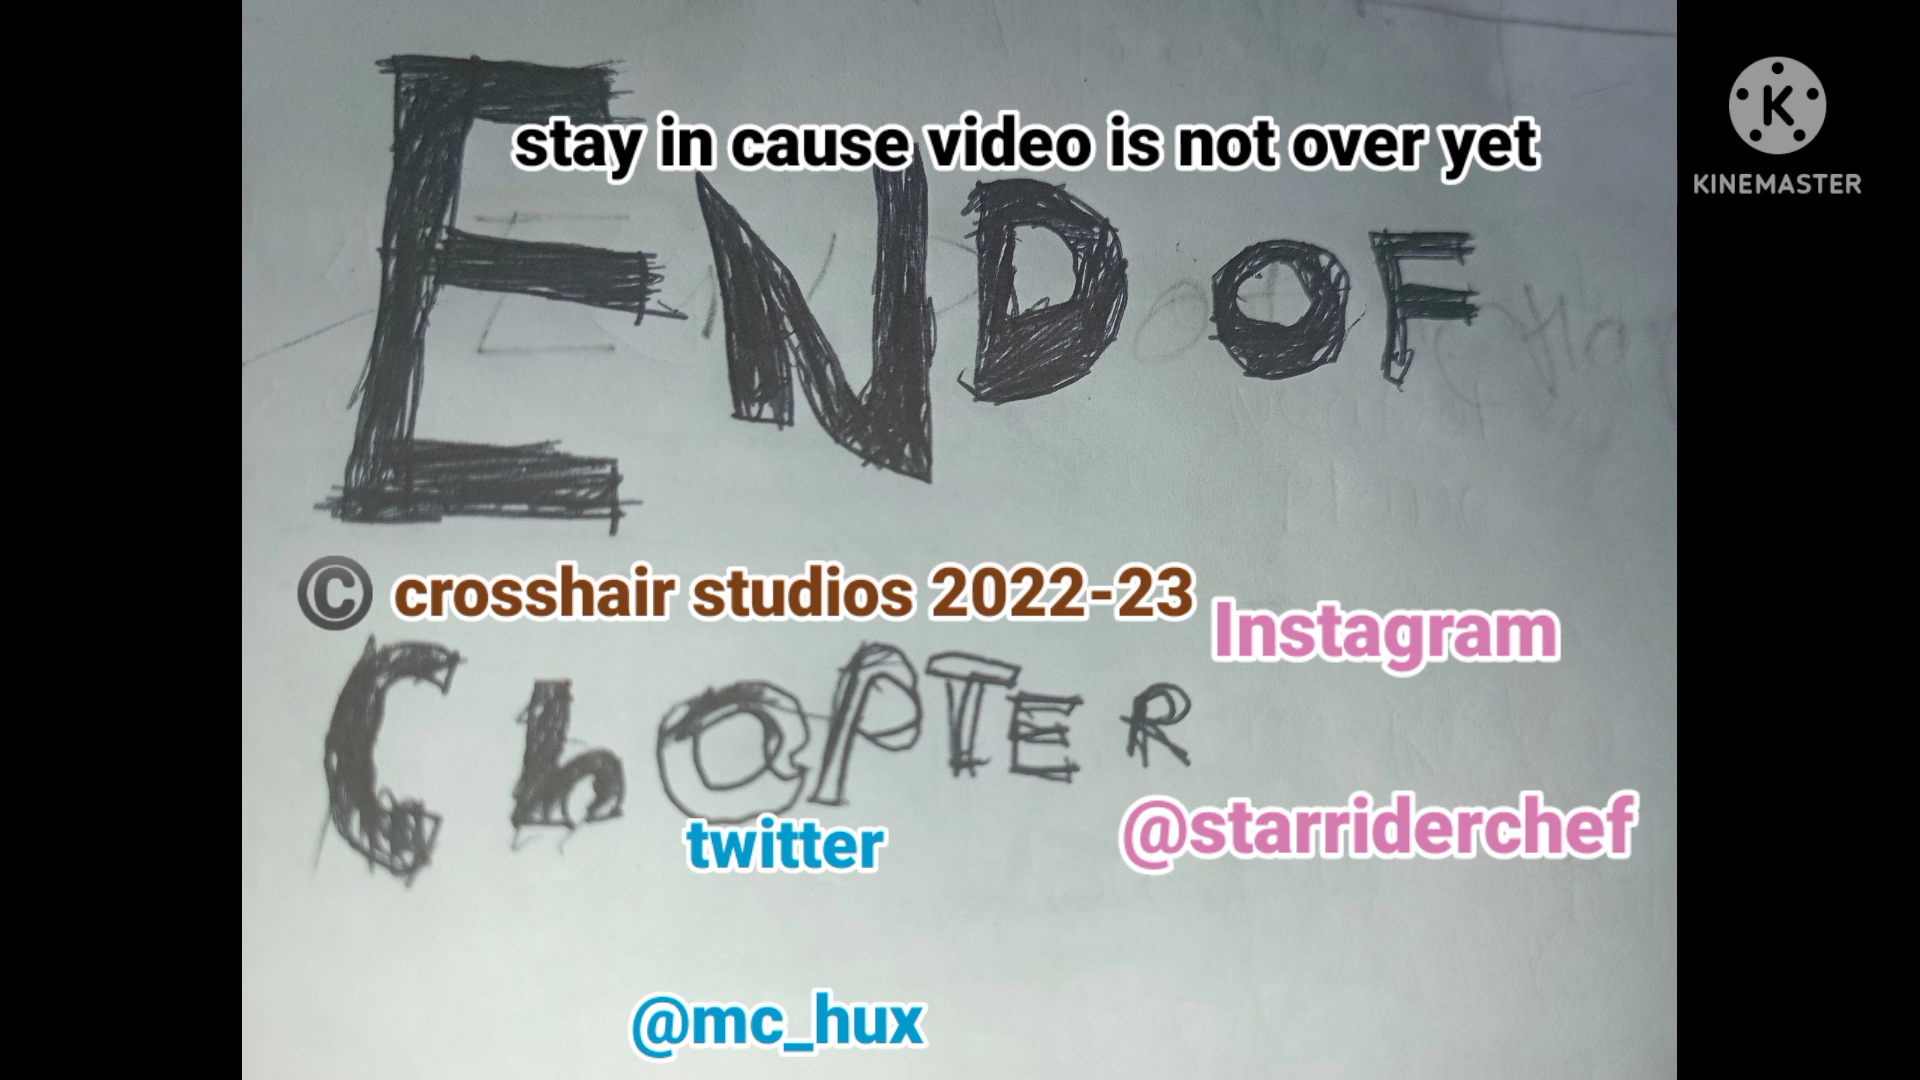 stay in cause video is not over yet
K
KINEMASTER
END OF
© crosshair studios 2022-23
Instagram
ChaPTER
@starriderchef
twitter
@mc_hux